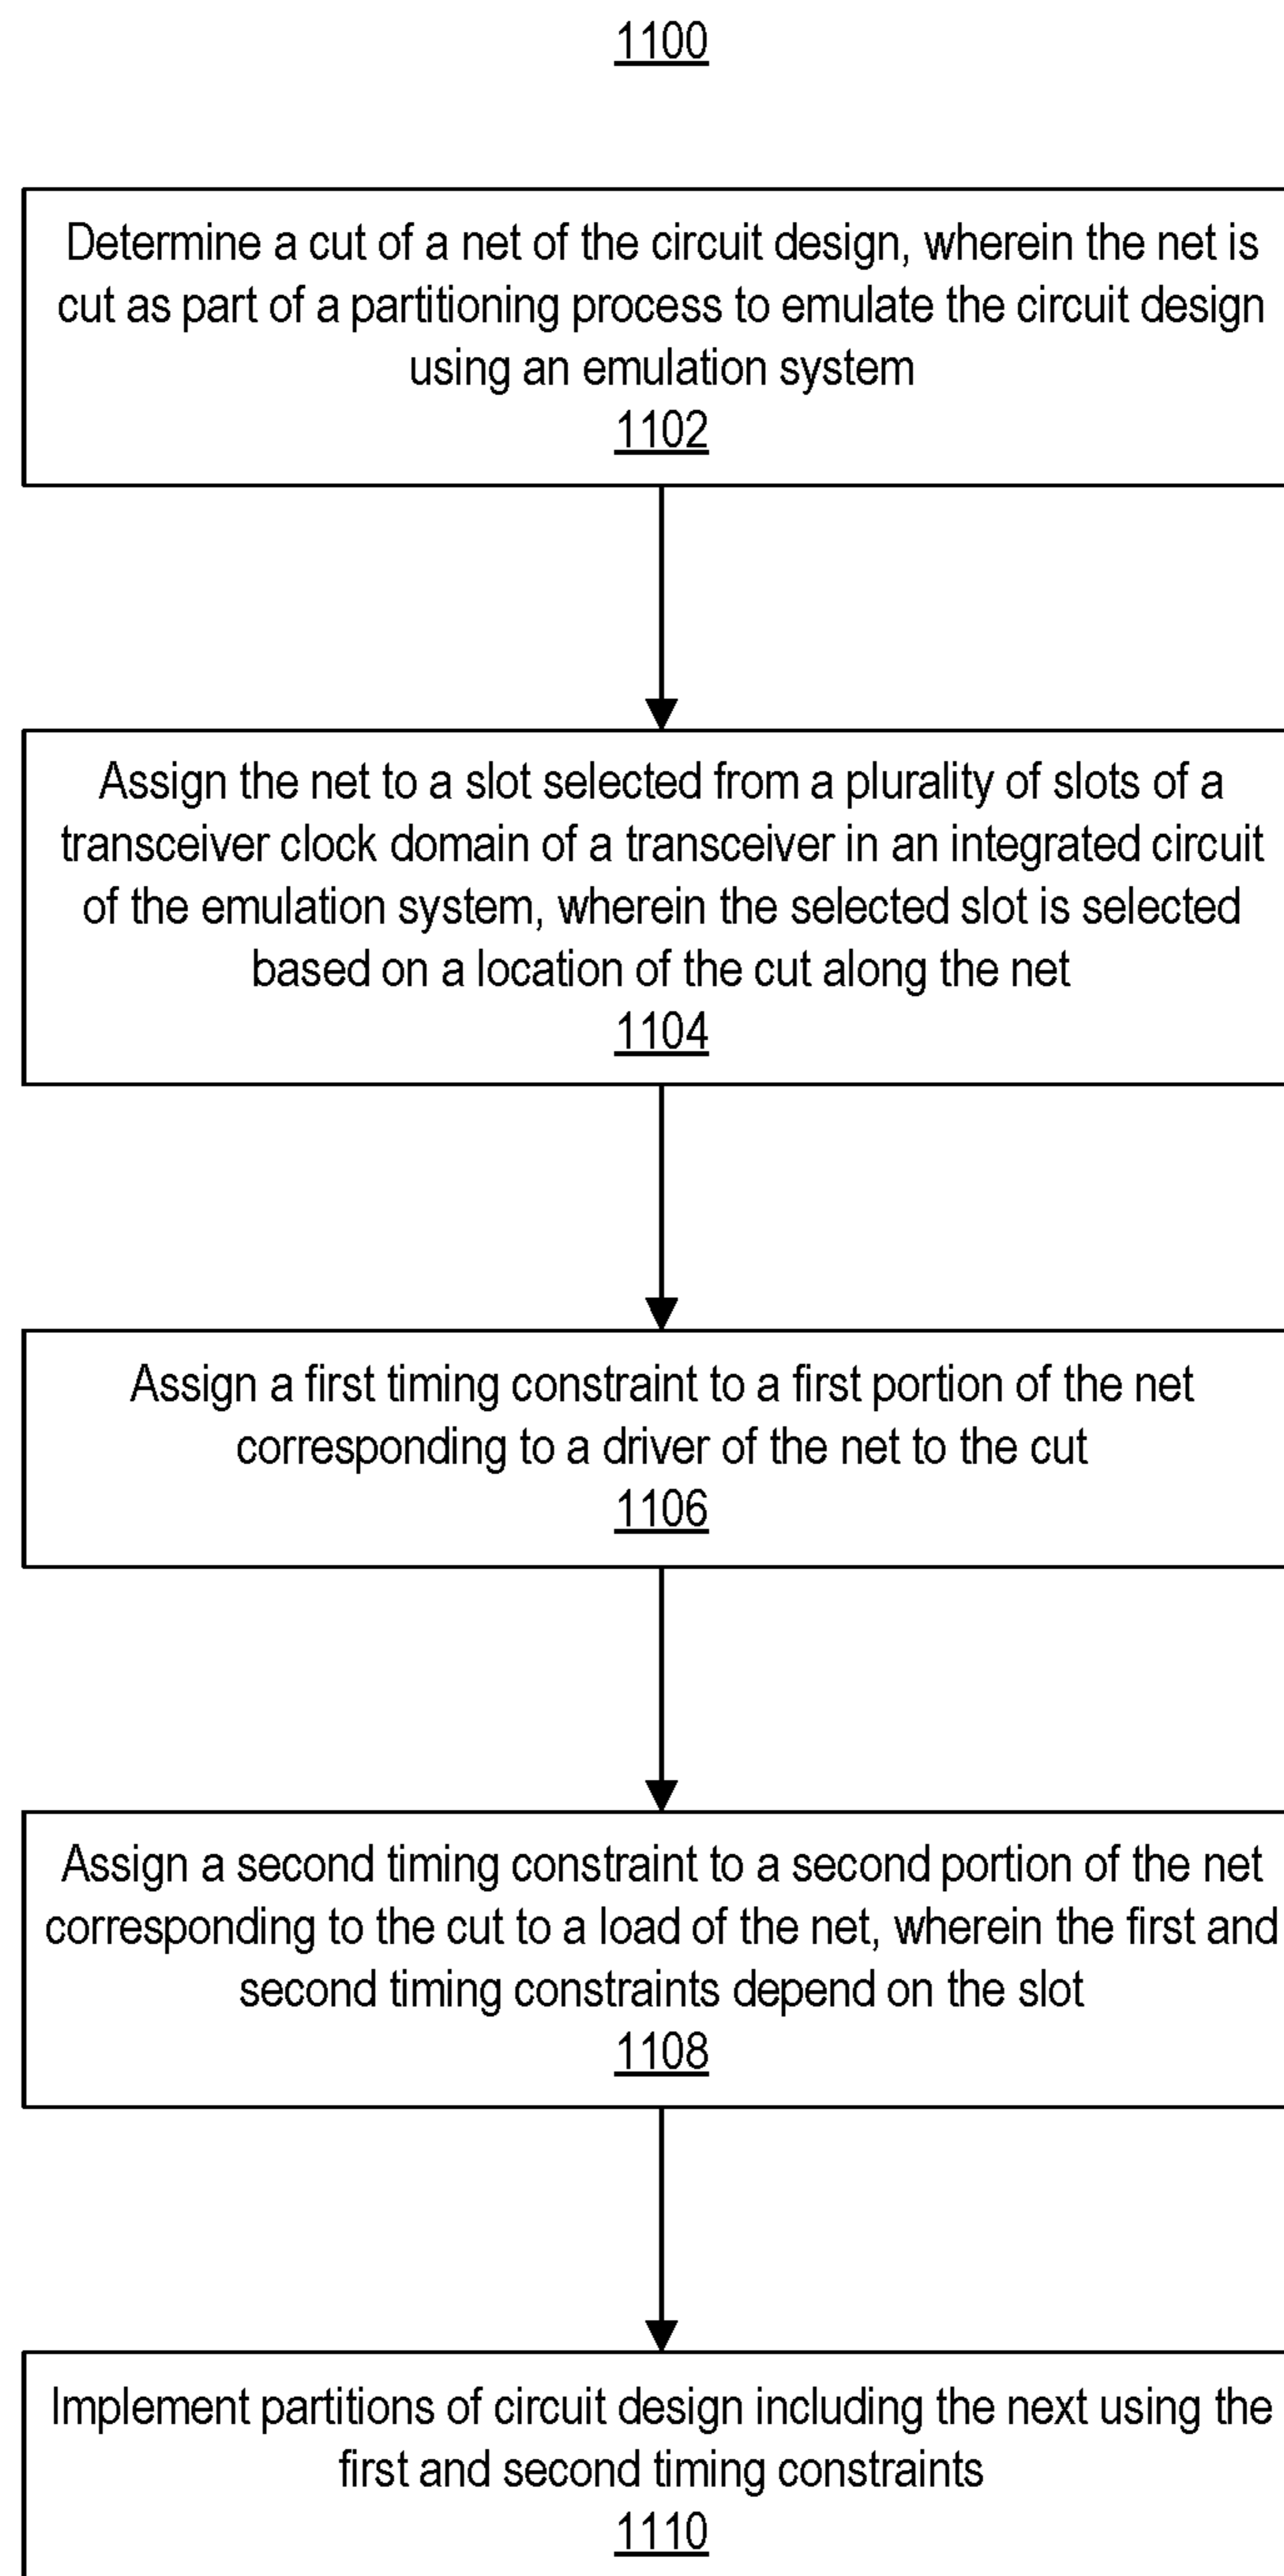 1100
Determine a cut of a net of the circuit design, wherein the net is
cut as part of a partitioning process to emulate the circuit design
using an emulation system
1102
Assign the net to a slot selected from a plurality of slots of a
transceiver clock domain of a transceiver in an integrated circuit
of the emulation system, wherein the selected slot is selected
based on a location of the cut along the net
1104
Assign a first timing constraint to a first portion of the net
corresponding to a driver of the net to the cut
1106
Assign a second timing constraint to a second portion of the net
corresponding to the cut to a load of the net, wherein the first and
second timing constraints depend on the slot
1108
Implement partitions of circuit design including the next using the
first and second timing constraints
1110